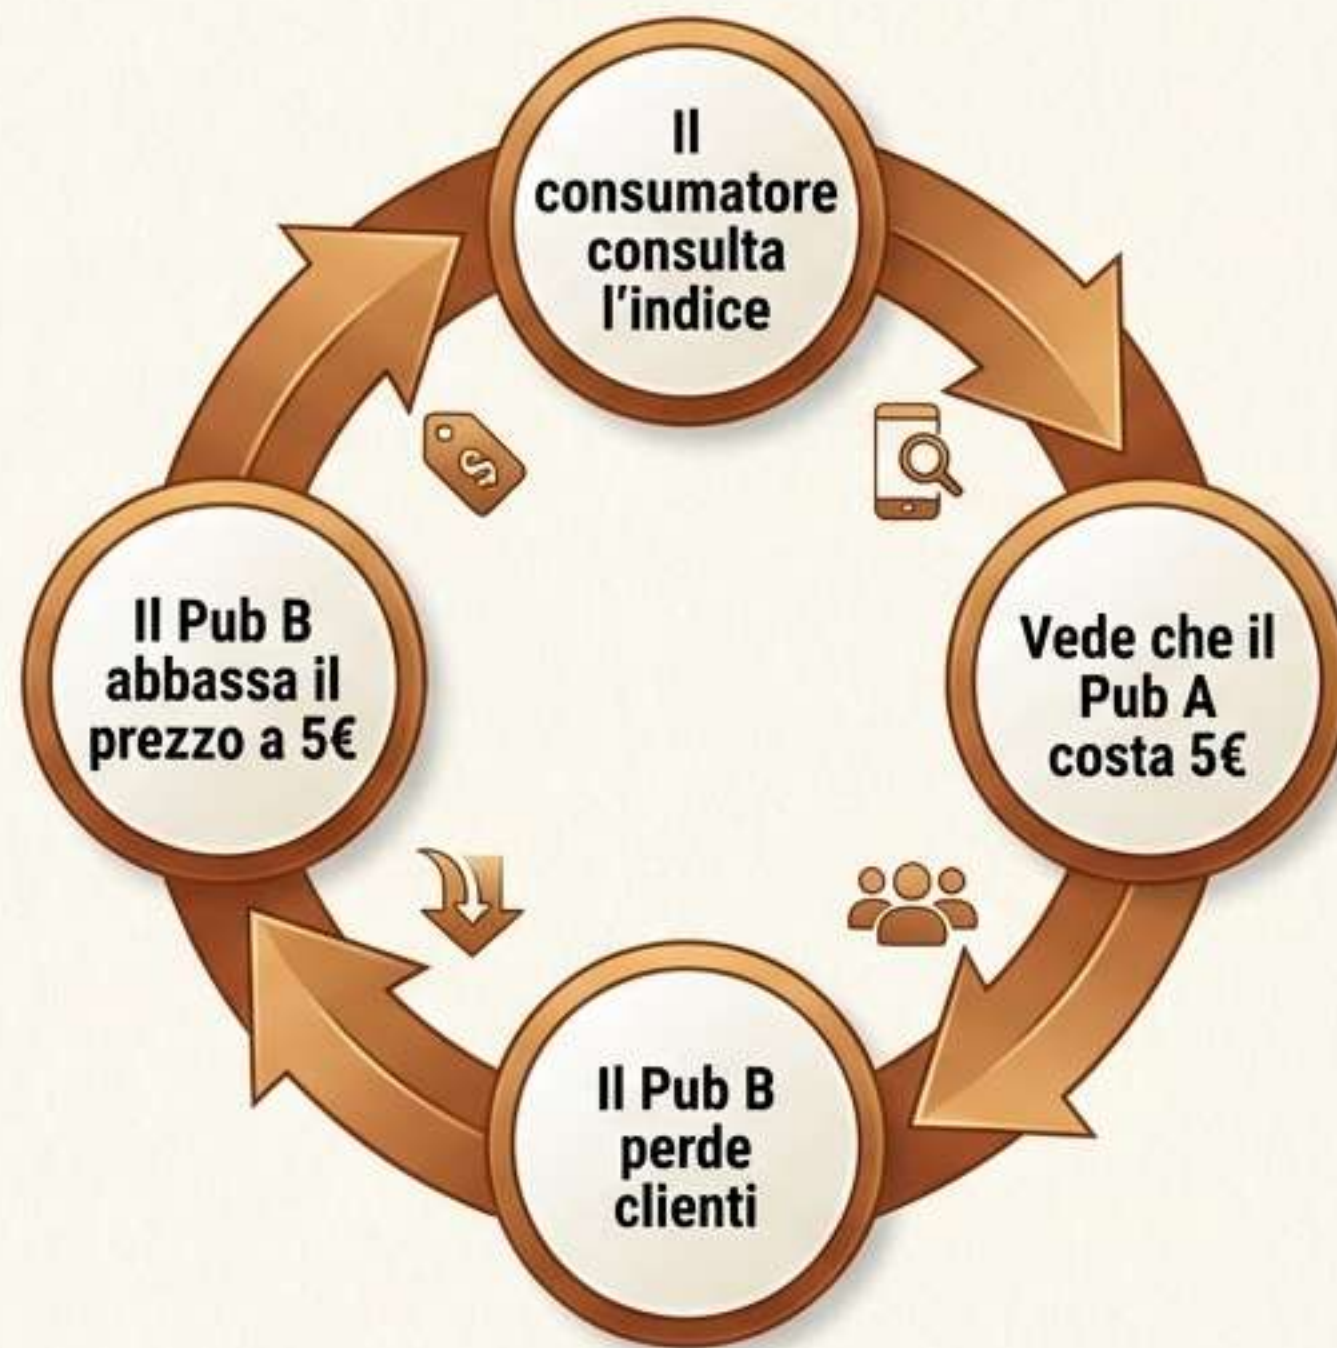 Il
consumatore
consulta
l'indice
Vede che il
Pub A
costa 5€
Il Pub B
perde
clienti
Il Pub B
abbassa il
prezzo a 5€
$